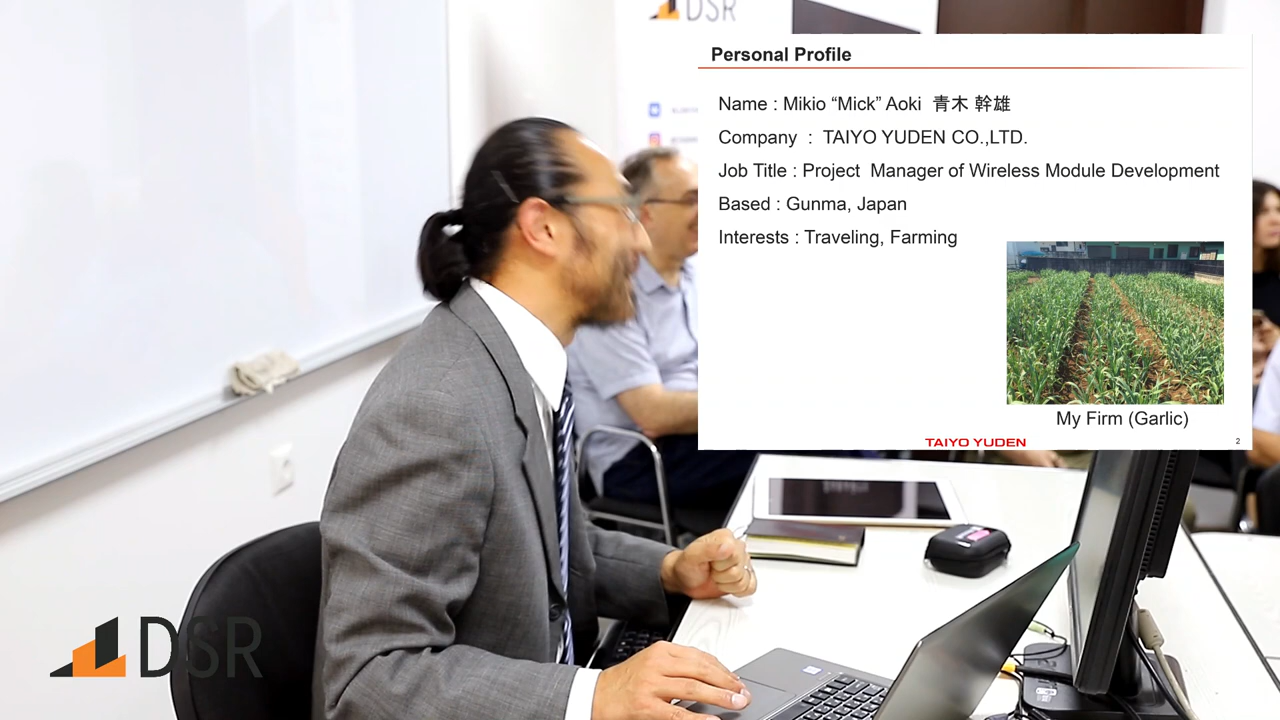 DSR
Personal Profile
Name : Mikio “Mick” Aoki 青木 幹雄
Company : TAIYO YUDEN CO.,LTD.
Job Title : Project Manager of Wireless Module Development
Based : Gunma, Japan
Interests : Traveling, Farming
My Firm (Garlic)
TAIYO YUDEN
2
DSR
hp